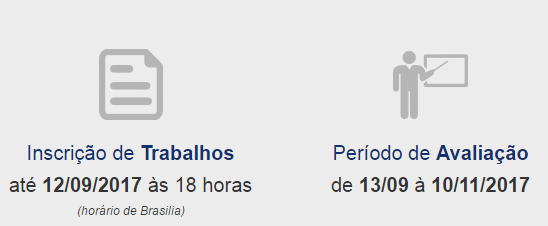 Inscrição de Trabalhos
até 12/09/2017 às 18 horas
(horário de Brasilia)
Período de Avaliação
de 13/09 à 10/11/2017